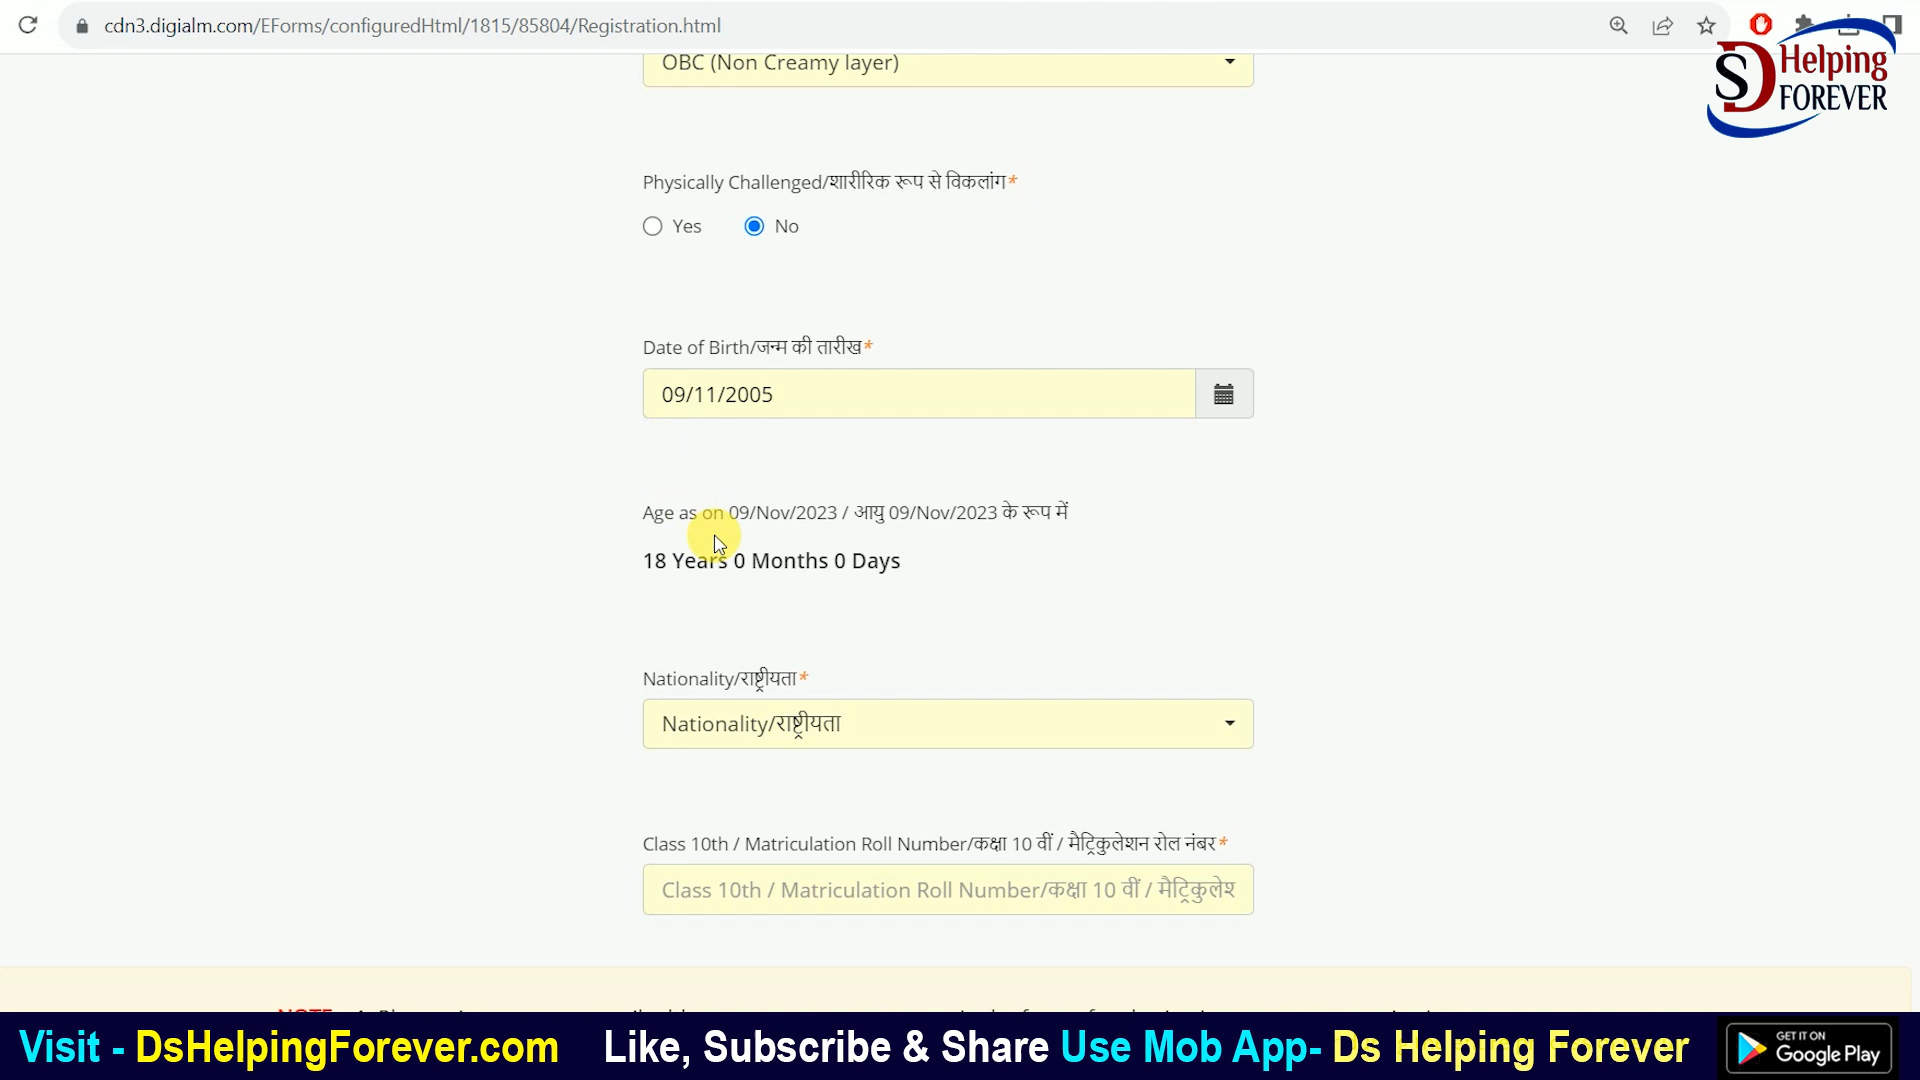 cdn3.digialm.com/EForms/configuredHtml/1815/85804/Registration.html
DS Helping
FOREVER
OBC (Non Creamy layer)
Physically Challenged/शारीरिक रूप से विकलांग*
Yes No
Date of Birth/जन्म की तारीख*
09/11/2005
Age as on 09/Nov/2023 / आयु 09/Nov/2023 के रूप में
18 Years 0 Months 0 Days
Nationality/राष्ट्रीयता*
Nationality/राष्ट्रीयता
Class 10th / Matriculation Roll Number/कक्षा 10 वीं / मैट्रिकुलेशन रोल नंबर*
Class 10th / Matriculation Roll Number/कक्षा 10 वीं / मैट्रिकुलेश
Visit - DsHelpingForever.com Like, Subscribe & Share Use Mob App- Ds Helping Forever
GET IT ON
Google Play